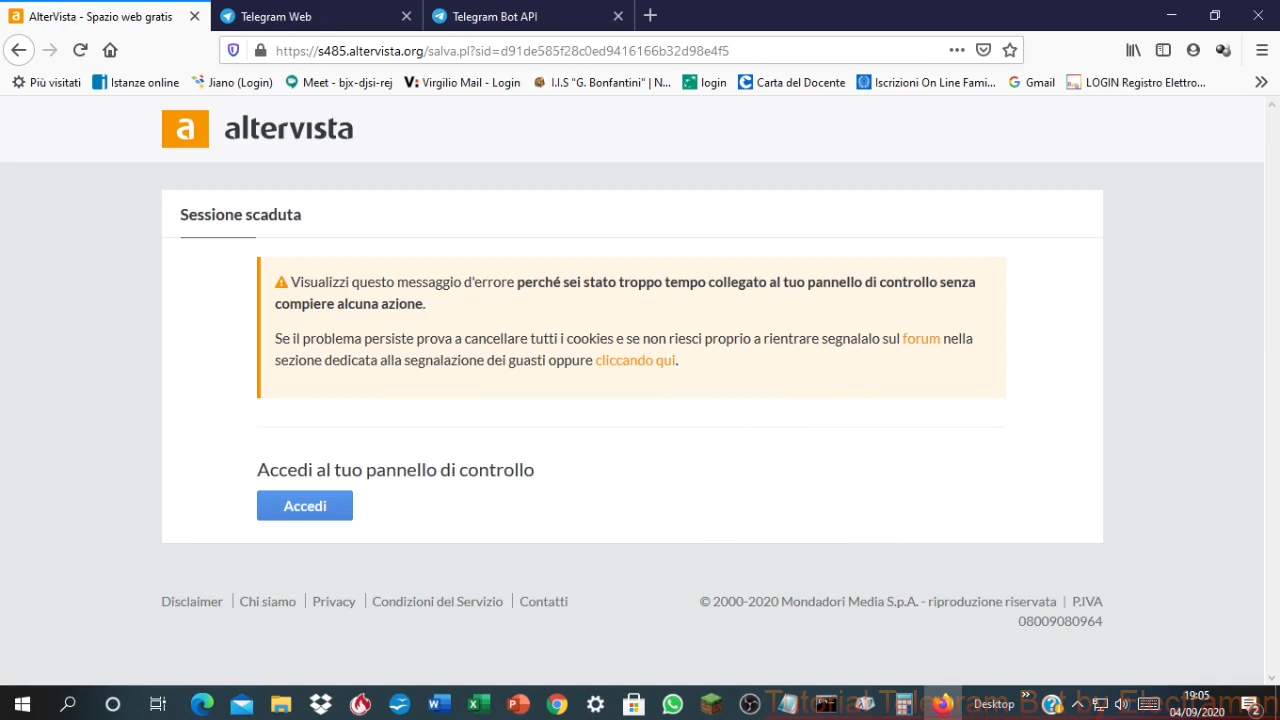 AlterVista - Spazio web gratis
Telegram Web
Telegram Bot API
https://s485.altervista.org/salva.pl?sid=d91de585f28c0ed9416166b32d98e4f5
Più visitati
Istanze online
Jiano (Login)
Meet - bjx-djsi-rej
Virgilio Mail - Login
I.I.S "G. Bonfantini" | N...
login
Carta del Docente
Iscrizioni On Line Fami...
Gmail
LOGIN Registro Elettro...
a altervista
Sessione scaduta
Visualizzi questo messaggio d'errore perché sei stato troppo tempo collegato al tuo pannello di controllo senza
compiere alcuna azione.
Se il problema persiste prova a cancellare tutti i cookies e se non riesci proprio a rientrare segnalalo sul forum nella
sezione dedicata alla segnalazione dei guasti oppure cliccando qui.
Accedi al tuo pannello di controllo
Accedi
Disclaimer | Chi siamo | Privacy | Condizioni del Servizio | Contatti
© 2000-2020 Mondadori Media S.p.A. - riproduzione riservata | P.IVA
08009080964
Tutorial Telegram Bot by
Desktop
19:05
04/09/2020
2